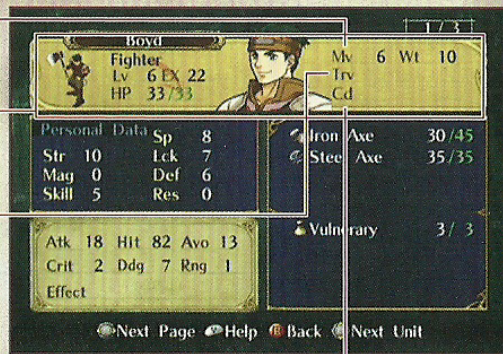 1/3
Boyd
Fighter
Lv 6 EX 22
HP 33/33
Mv 6 Wt 10
Trv
Cd
Personal Data
Sp 8
Str 10 Lck 7
Mag 0 Def 6
Skill 5 Res 0
Iron Axe 30/45
Steel Axe 35/35
Vulnerary 3/3
Atk 18 Hit 82 Avo 13
Crit 2 Ddg 7 Rng 1
Effect
Next Page Help B Back Next Unit